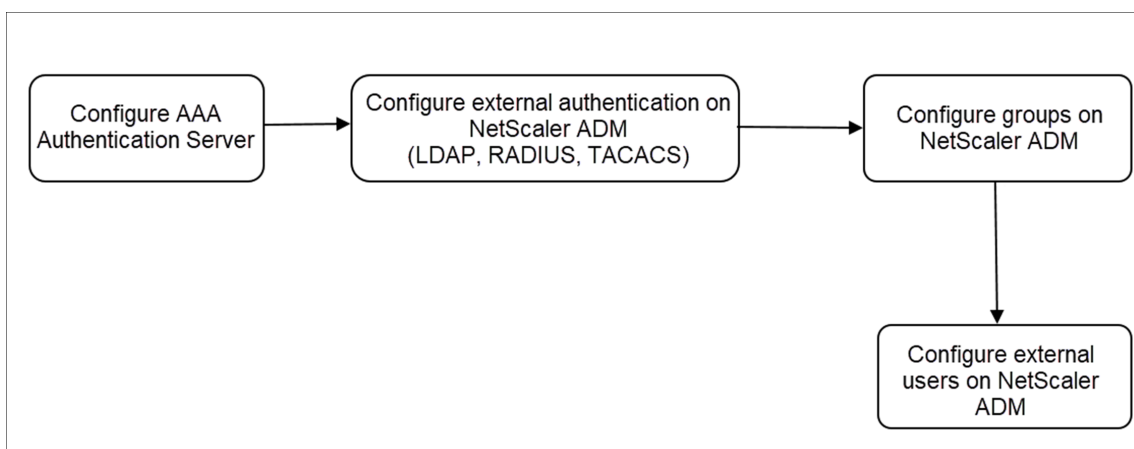 Configure AAA
Authentication Server
Configure external authentication on
NetScaler ADM
(LDAP, RADIUS, TACACS)
Configure groups on
NetScaler ADM
Configure external
users on NetScaler
ADM